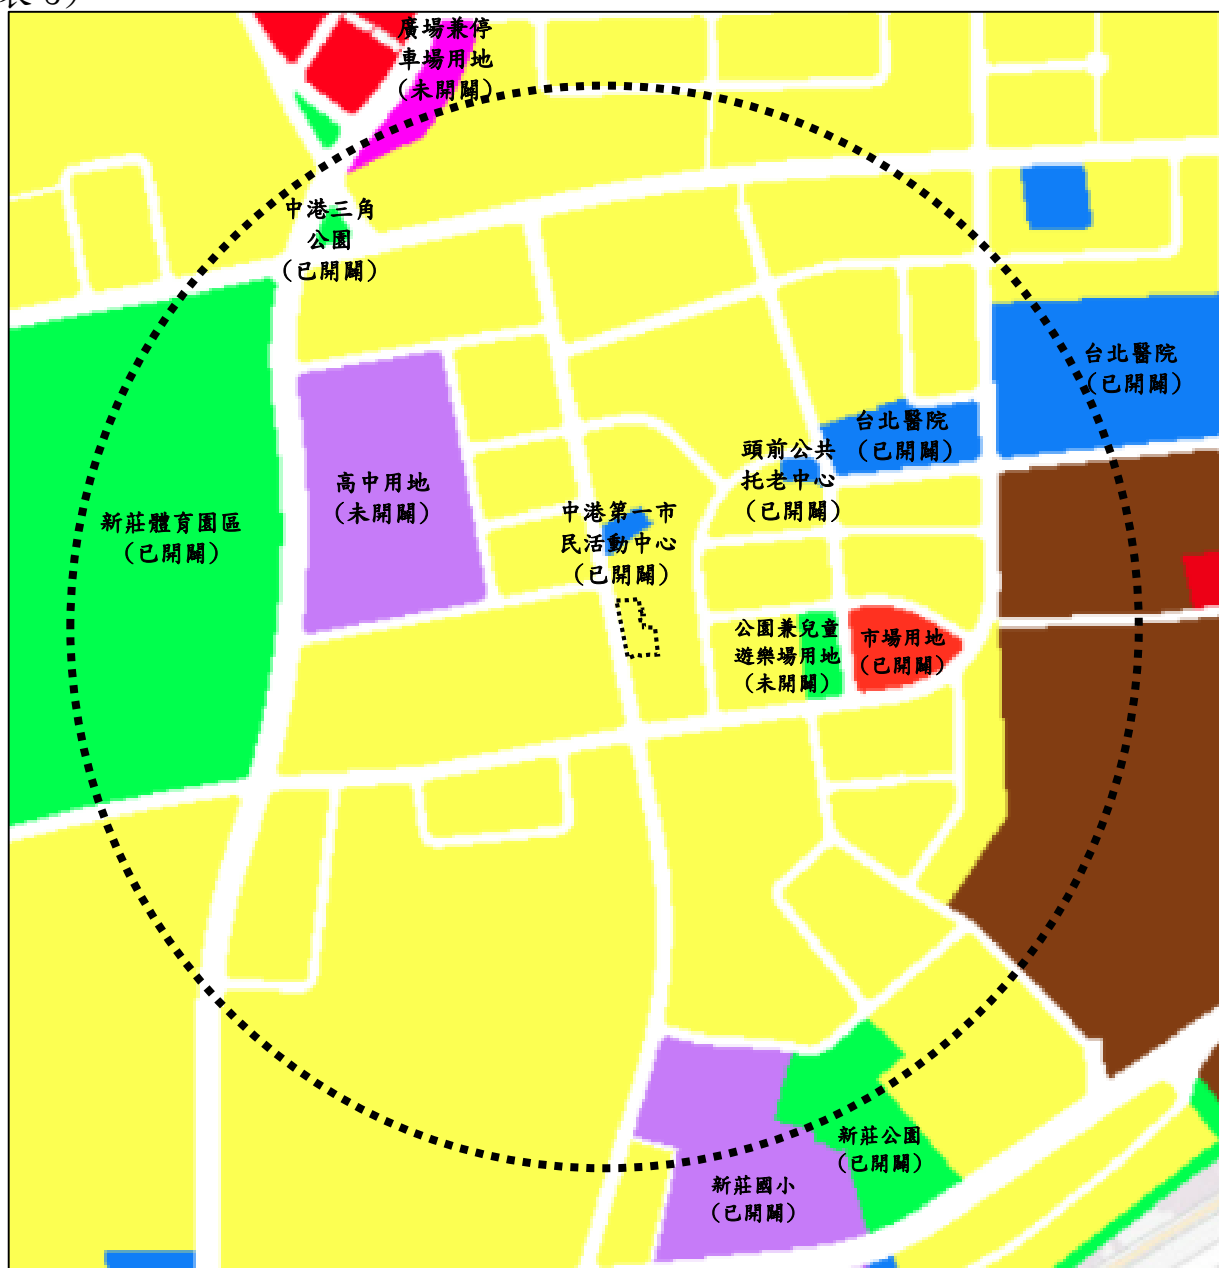 廣場兼停
車場用地
(未開闢)
中港三角
公園
(已開闢)
台北醫院
(已開闢)
台北醫院
(已開闢)
頭前公共
托老中心
(已開闢)
高中用地
(未開闢)
中港第一市
民活動中心
(已開闢)
新莊體育園區
(已開闢)
公園兼兒童
遊樂場用地
(未開闢)
市場用地
(已開闢)
新莊公園
(已開闢)
新莊國小
(已開闢)